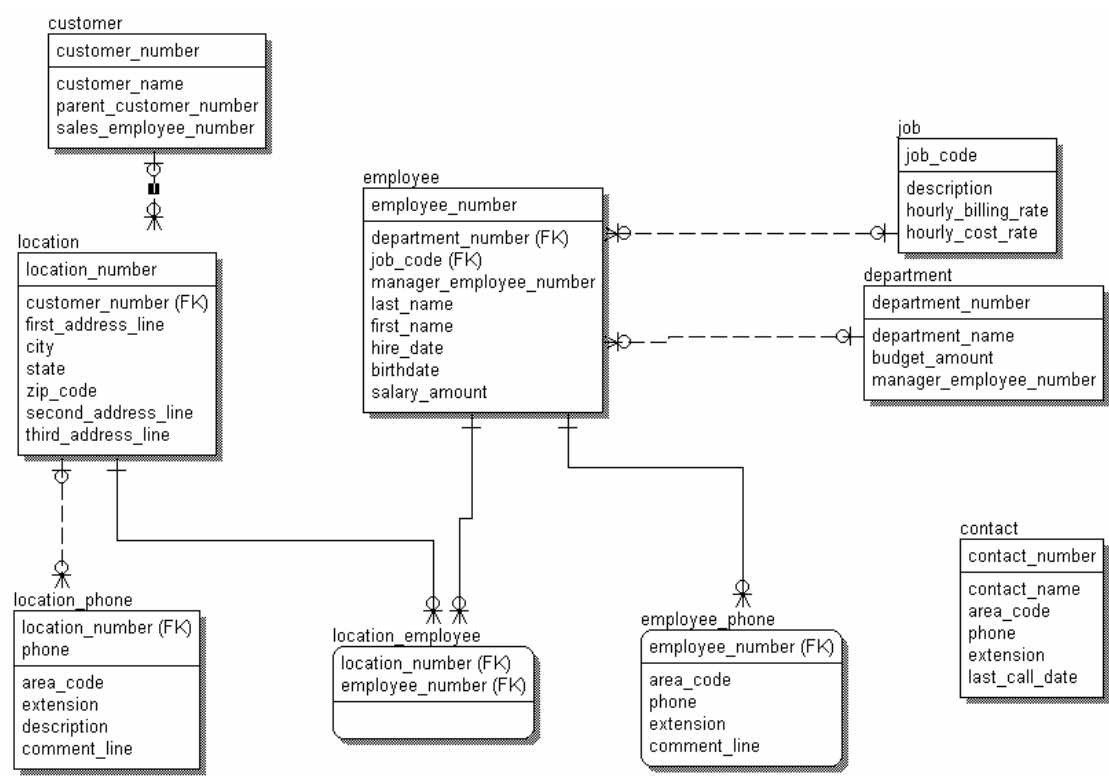 customer
customer_number
customer_name
parent_customer_number
sales_employee_number
location
location_number
customer_number (FK)
first_address_line
city
state
zip_code
second_address_line
third_address_line
employee
employee_number
department_number (FK)
job_code (FK)
manager_employee_number
last_name
first_name
hire_date
birthdate
salary_amount
job
job_code
description
hourly_billing_rate
hourly_cost_rate
department
department_number
department_name
budget_amount
manager_employee_number
location_phone
location_number (FK)
phone
area_code
extension
description
comment_line
location_employee
location_number (FK)
employee_number (FK)
employee_phone
employee_number (FK)
area_code
phone
extension
comment_line
contact
contact_number
contact_name
area_code
phone
extension
last_call_date